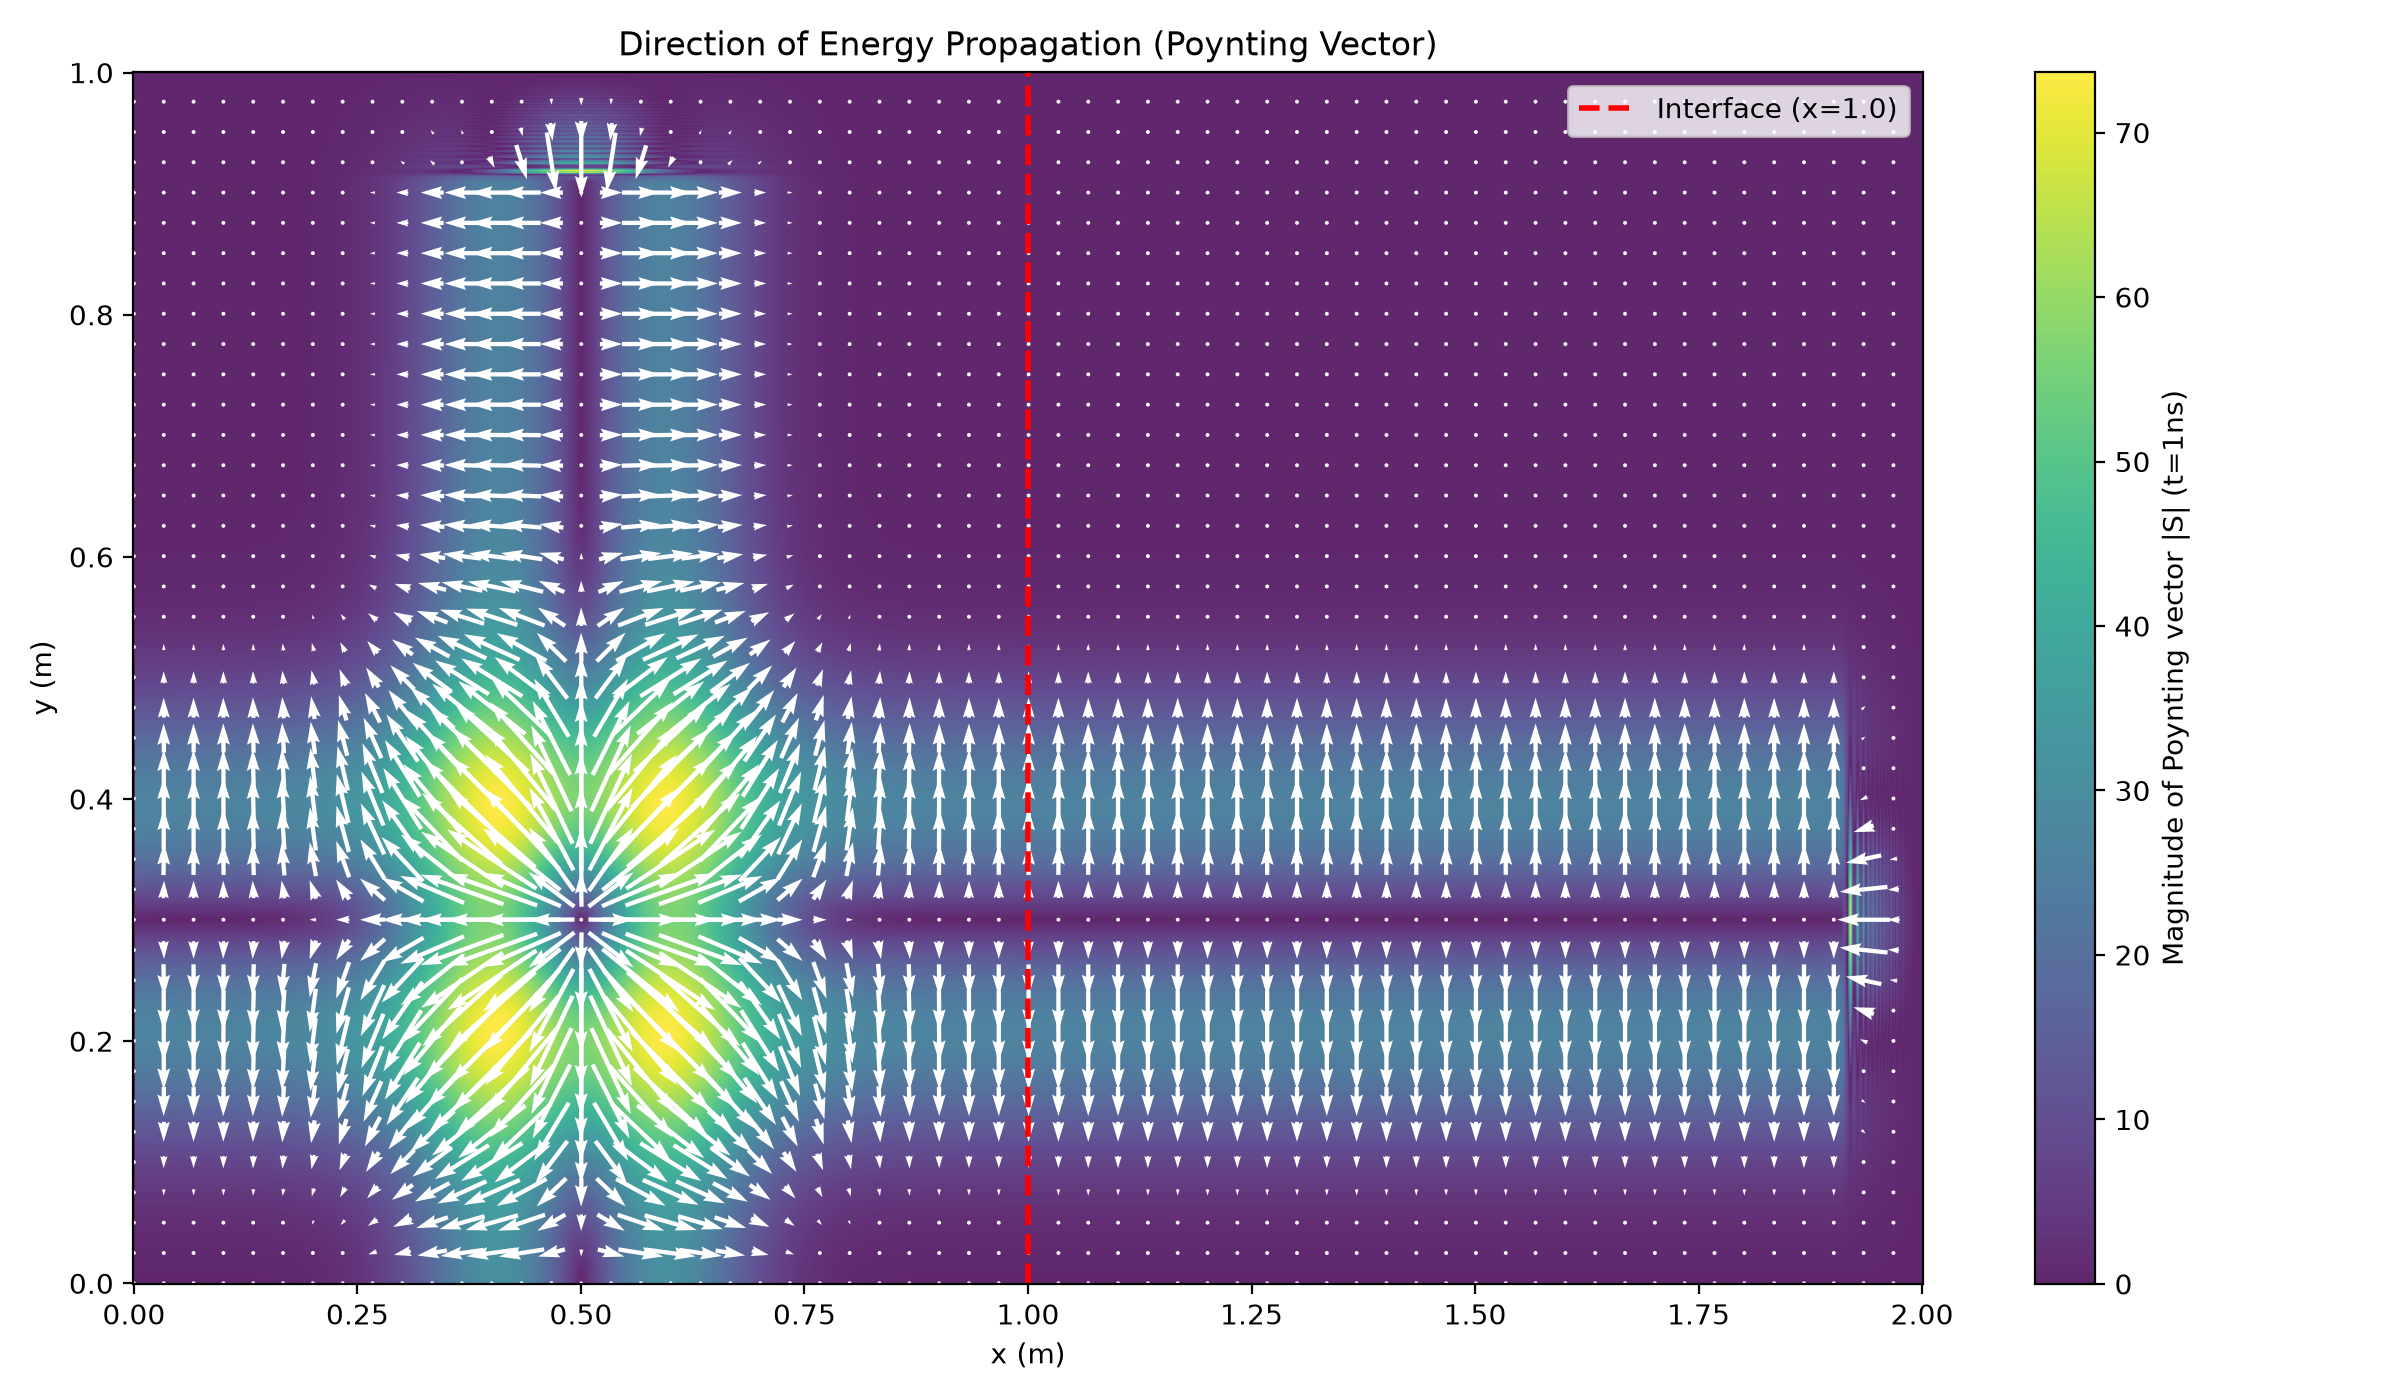 Direction of Energy Propagation (Poynting Vector)
Interface (x=1.0)
1.0
0.8
0.6
0.4
0.2
0.0
y (m)
0.00 0.25 0.50 0.75 1.00 1.25 1.50 1.75 2.00
x (m)
70
60
50
40
30
20
10
0
Magnitude of Poynting vector |S| (t=1ns)